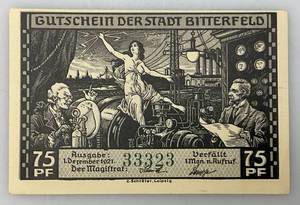 GUTSCHEIN DER STADT BITTERFELD
Ausgabe:
1. Dezember 1921.
Der Magistrat:
33323
Verfällt
1 Mon. n. Aufruf.
75
PF
75
PF
C. Schröter, Leipzig